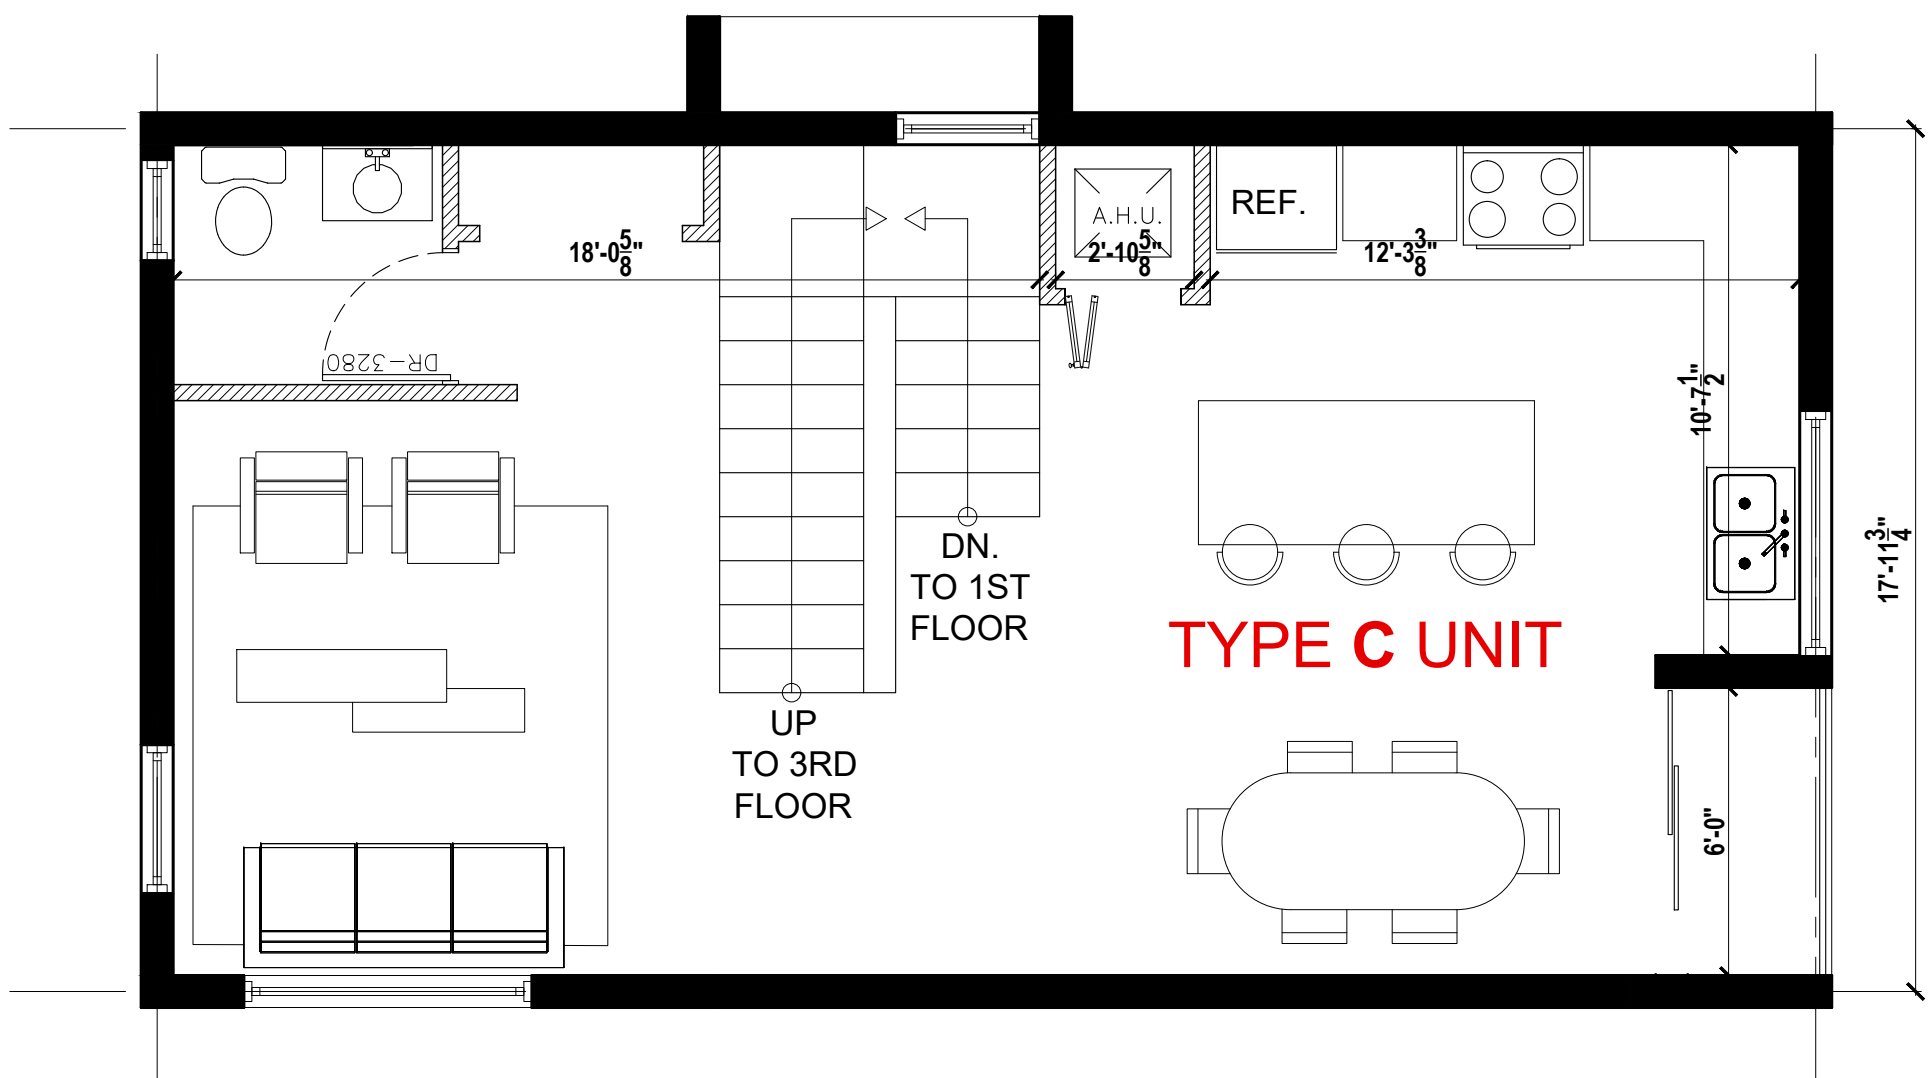 REF.
A.H.U.
18'-0 5/8"
2'-10 5/8"
12'-3 3/8"
DR-3280
10'-7 1/2"
17'-11 3/4"
DN.
TO 1ST
FLOOR
TYPE C UNIT
UP
TO 3RD
FLOOR
6'-0"